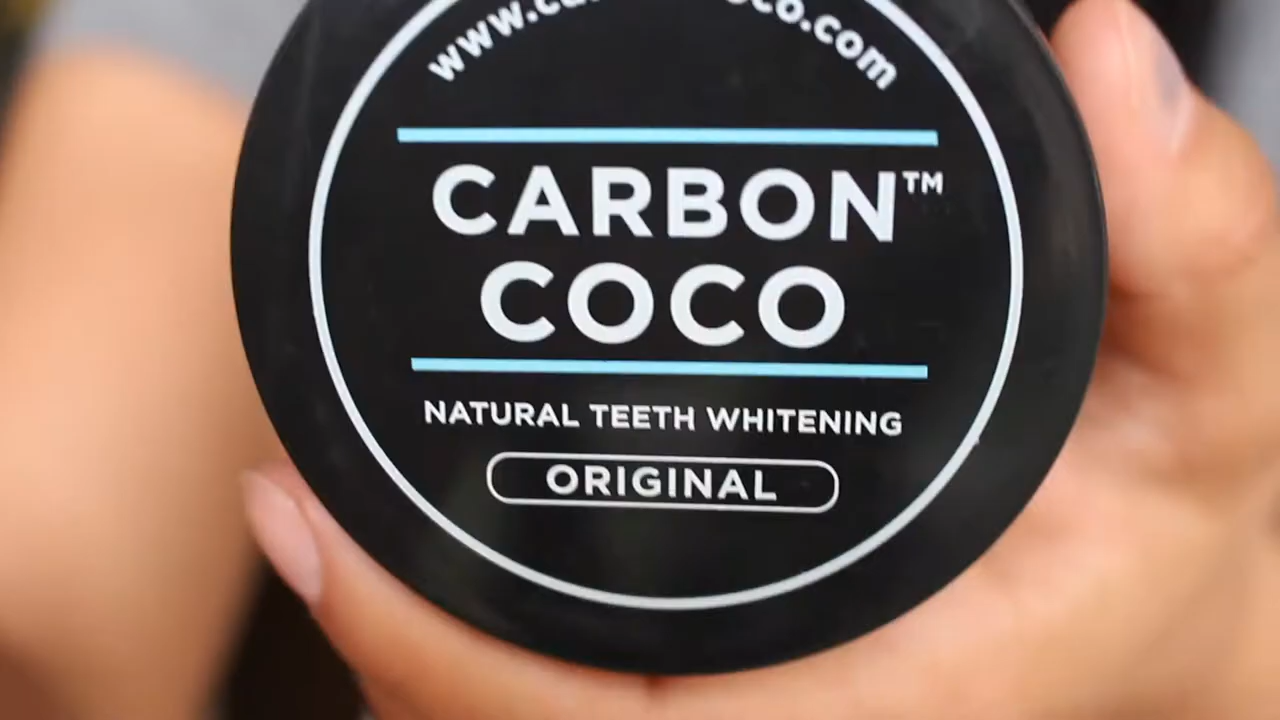 CARBON™
COCO
NATURAL TEETH WHITENING
ORIGINAL